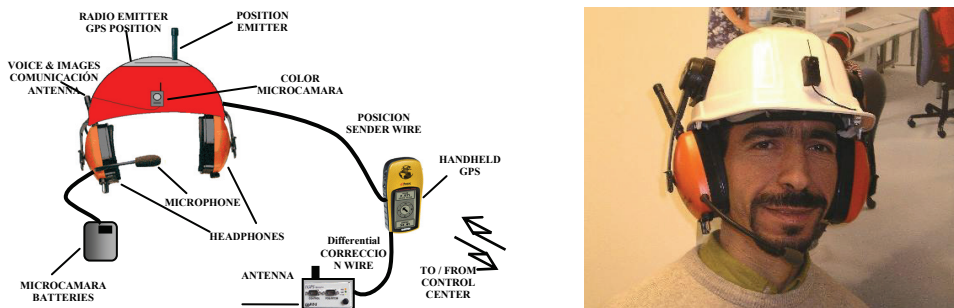 RADIO EMITTER
GPS POSITION
POSITION
EMITTER
VOICE & IMAGES
COMUNICACIÓN
ANTENNA
COLOR
MICROCAMARA
POSICION
SENDER WIRE
HANDHELD
GPS
MICROPHONE
HEADPHONES
Differential
CORRECCIO
N WIRE
ANTENNA
TO / FROM
CONTROL
CENTER
MICROCAMARA
BATTERIES